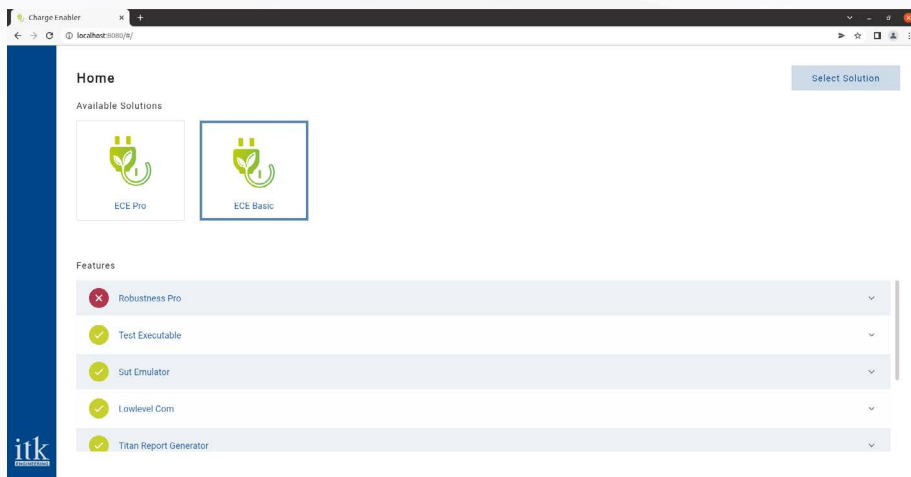 Charge Enabler
localhost:8080/#/
Home
Select Solution
Available Solutions
ECE Pro
ECE Basic
Features
Robustness Pro
Test Executable
Sut Emulator
Lowlevel Com
Titan Report Generator
itk
ENGINEERING